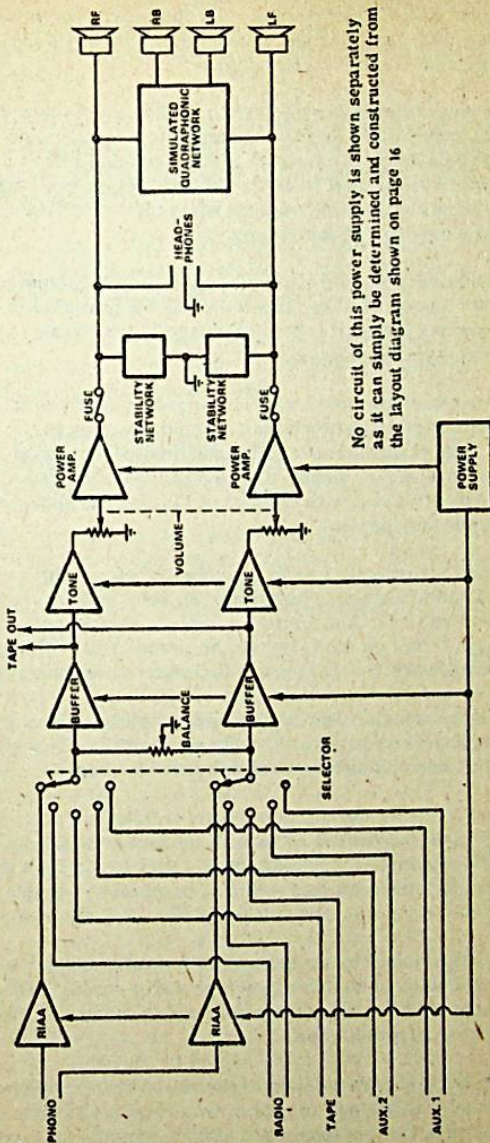 PHONO
RIAA
RIAA
RADIO
TAPE
AUX. 2
AUX. 1
SELECTOR
BALANCE
BUFFER
BUFFER
TAPE OUT
TONE
TONE
VOLUME
POWER
AMP.
POWER
AMP.
FUSE
FUSE
STABILITY
NETWORK
STABILITY
NETWORK
HEAD-
PHONES
SIMULATED
QUADRAPHONIC
NETWORK
RF
RB
LB
LF
POWER
SUPPLY
No circuit of this power supply is shown separately
as it can simply be determined and constructed from
the layout diagram shown on page 16